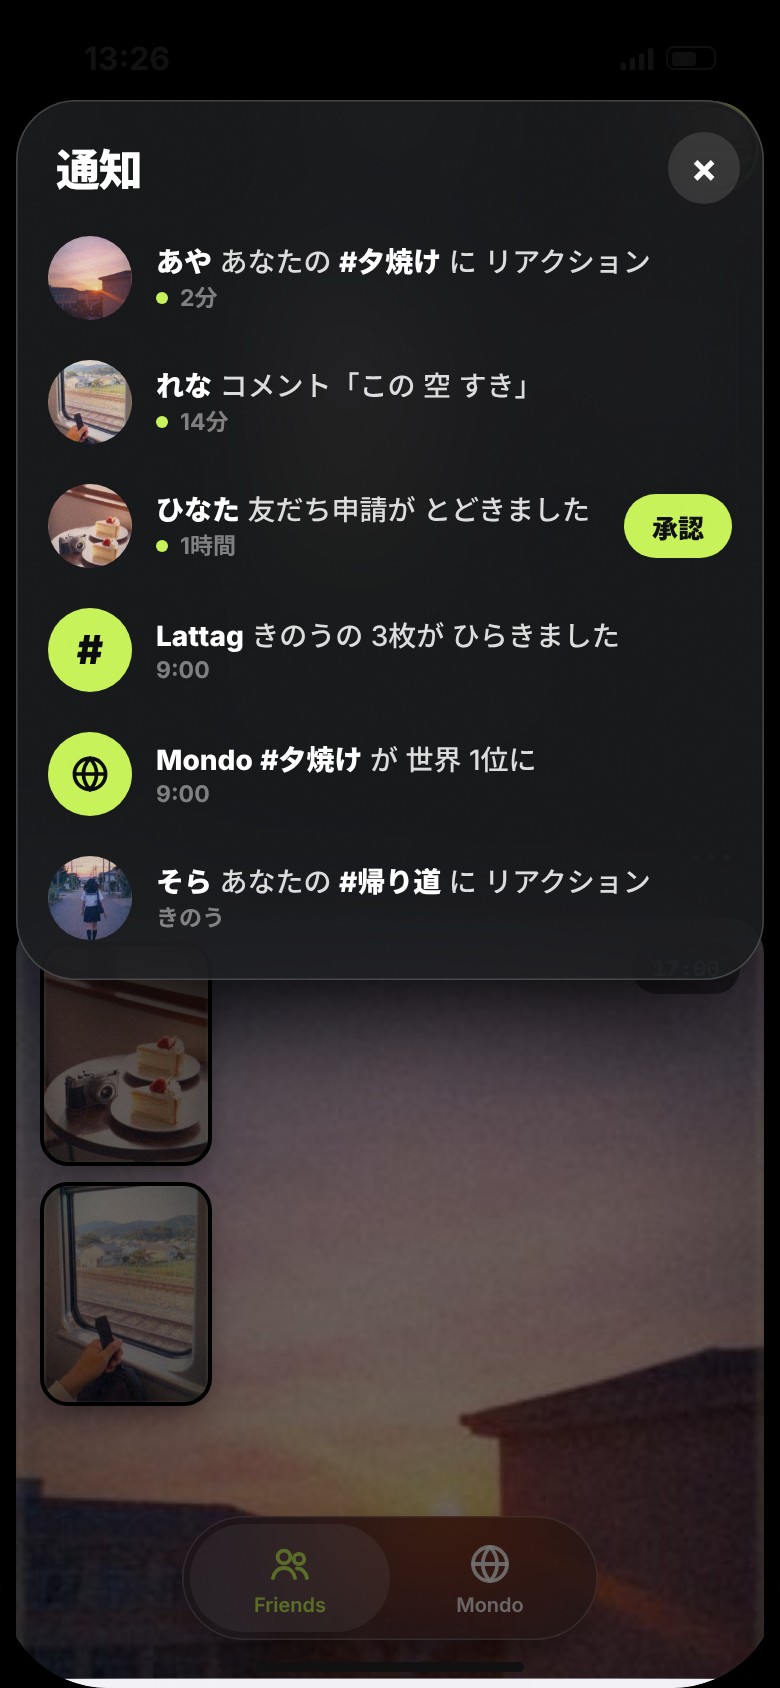 13:26
通知
×
あや あなたの #夕焼け に リアクション
2分
れな コメント「この 空 すき」
14分
ひなた 友だち申請が とどきました
1時間
承認
#
Lattag きのうの 3枚が ひらきました
9:00
Mondo #夕焼け が 世界 1位に
9:00
そら あなたの #帰り道 に リアクション
きのう
17:00
Friends
Mondo